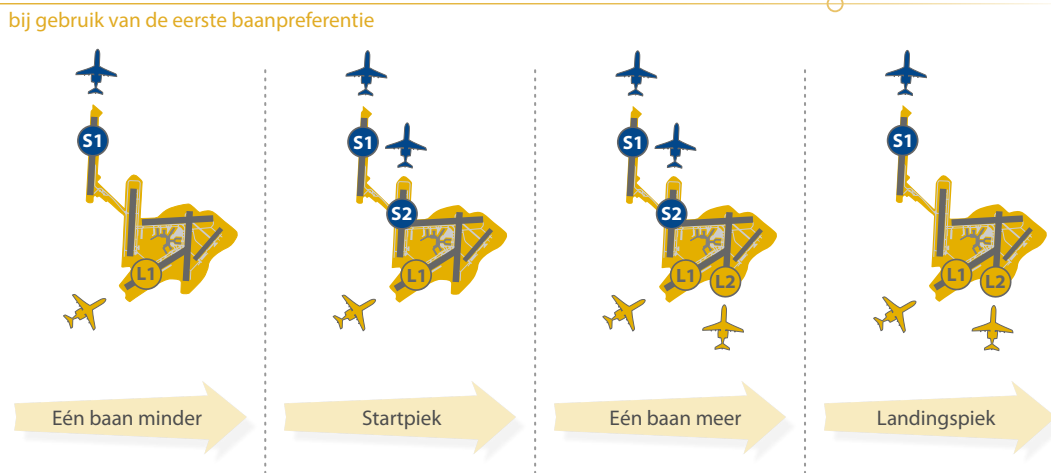 bij gebruik van de eerste baanpreferentie
S1
L1
Eén baan minder
S1
S2
L1
Startpiek
S1
S2
L1
L2
Eén baan meer
S1
L1
L2
Landingspiek